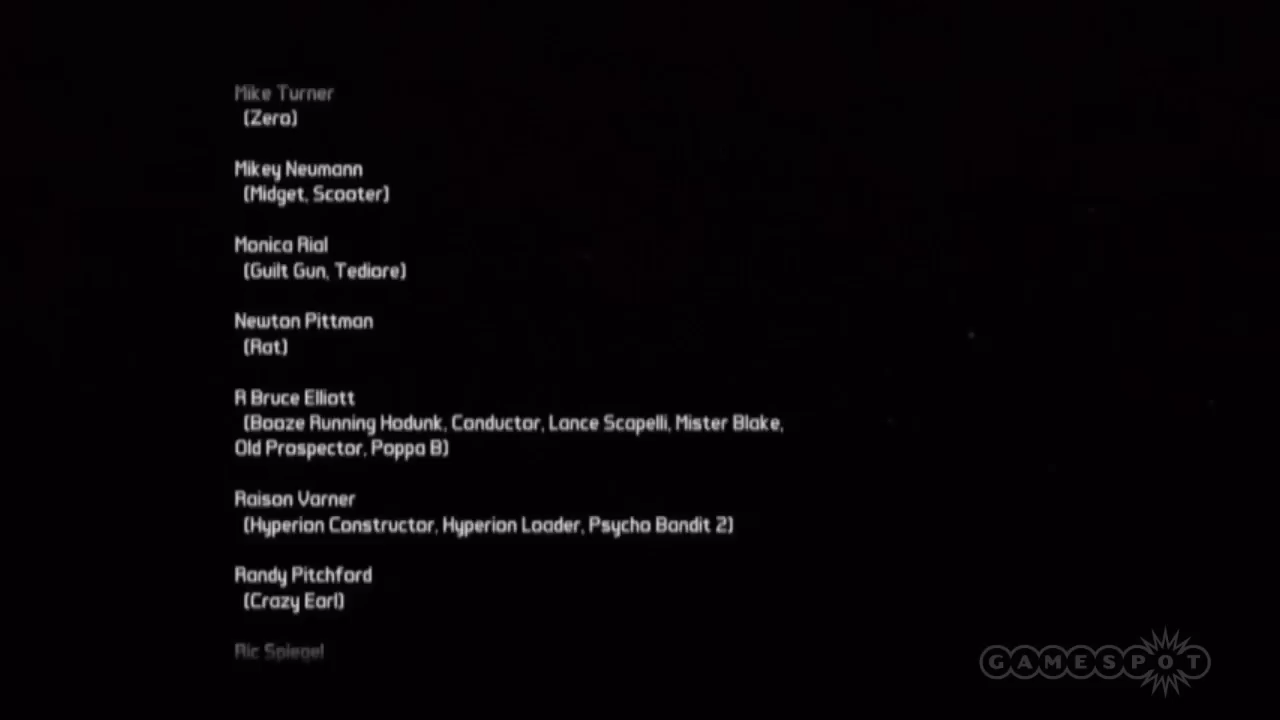 Mike Turner
(Zero)
Mikey Neumann
(Midget, Scooter)
Monica Rial
(Guilt Gun, Tediore)
Newton Pittman
(Rat)
R Bruce Elliott
(Booze Running Hodunk, Conductor, Lance Scapelli, Mister Blake,
Old Prospector, Poppa B)
Raison Varner
(Hyperion Constructor, Hyperion Loader, Psycho Bandit 2)
Randy Pitchford
(Crazy Earl)
Ric Spiegel
GAMESPOT